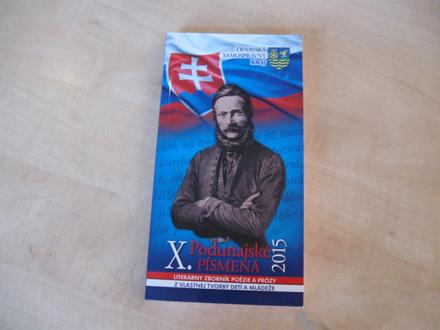 TRNAVSKÝ
SAMOSPRÁVNY
KRAJ
X. Podunajské
PÍSMENÁ
2015
LITERÁRNY ZBORNÍK POÉZIE A PRÓZY
Z VLASTNEJ TVORBY DETÍ A MLÁDEŽE